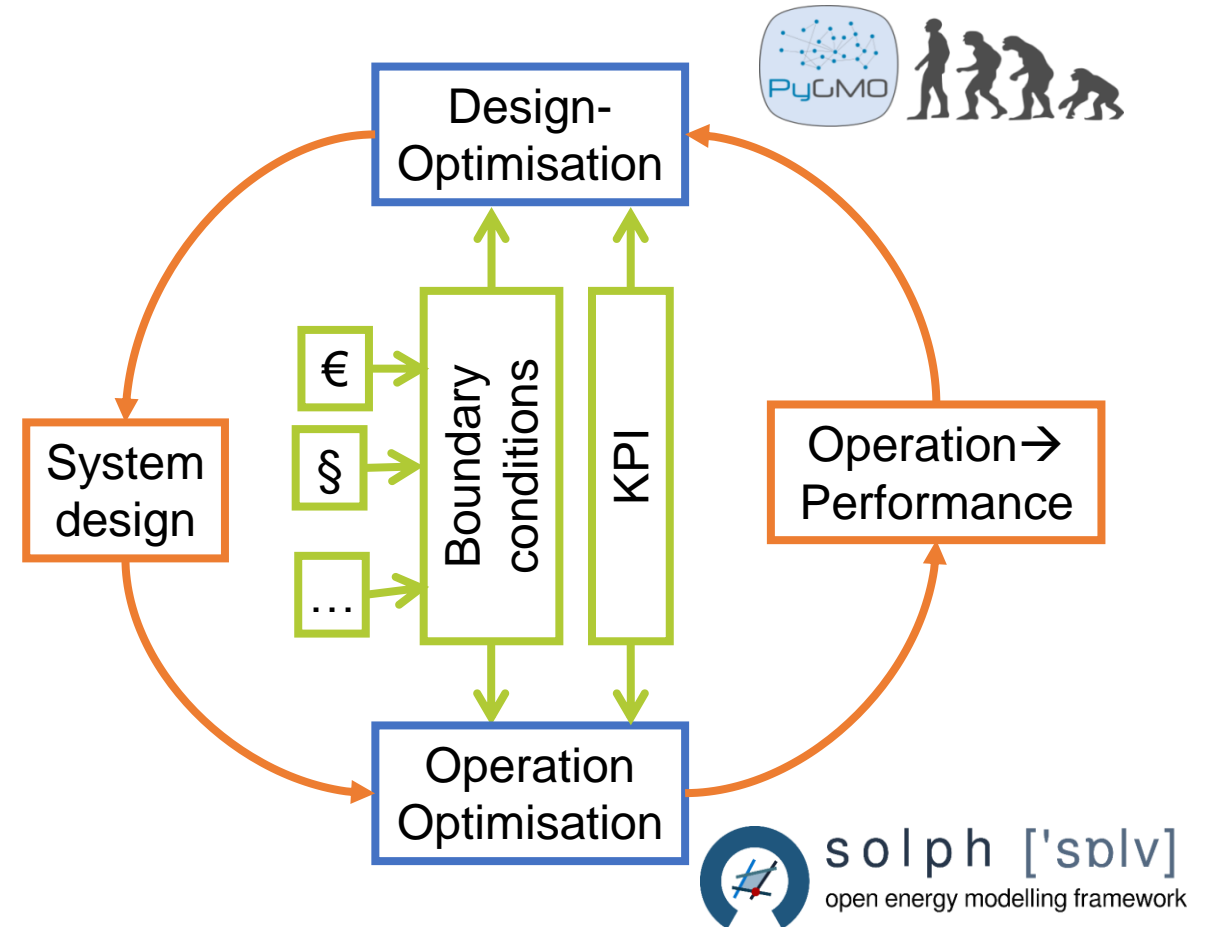 PyGMO
Design-
Optimisation
€
§
…
Boundary
conditions
KPI
System
design
Operation→
Performance
Operation
Optimisation
solph ['sɒlv]
open energy modelling framework